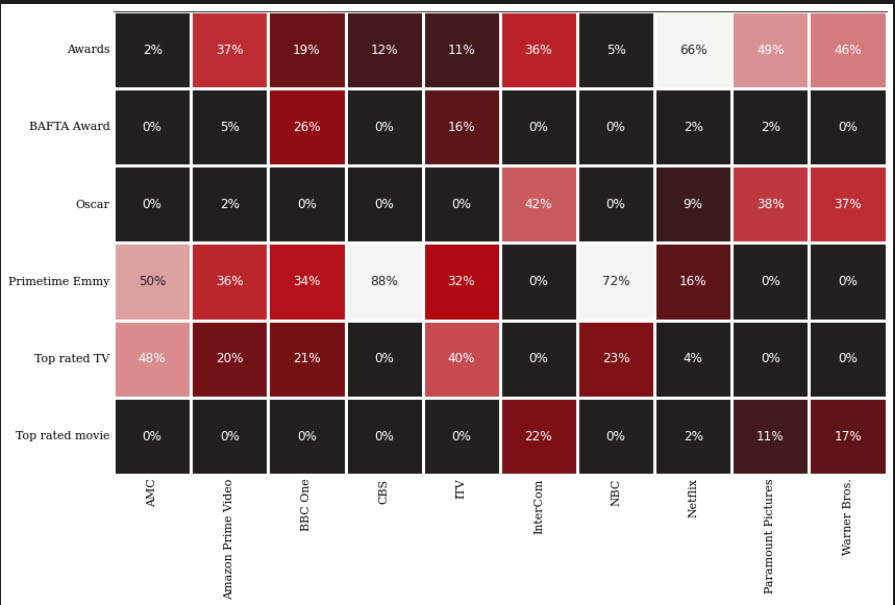 Awards 2% 37% 19% 12% 11% 36% 5% 66% 49% 46%
BAFTA Award 0% 5% 26% 0% 16% 0% 0% 2% 2% 0%
Oscar 0% 2% 0% 0% 0% 42% 0% 9% 38% 37%
Primetime Emmy 50% 36% 34% 88% 32% 0% 72% 16% 0% 0%
Top rated TV 48% 20% 21% 0% 40% 0% 23% 4% 0% 0%
Top rated movie 0% 0% 0% 0% 0% 22% 0% 2% 11% 17%
AMC
Amazon Prime Video
BBC One
CBS
ITV
InterCom
NBC
Netflix
Paramount Pictures
Warner Bros.